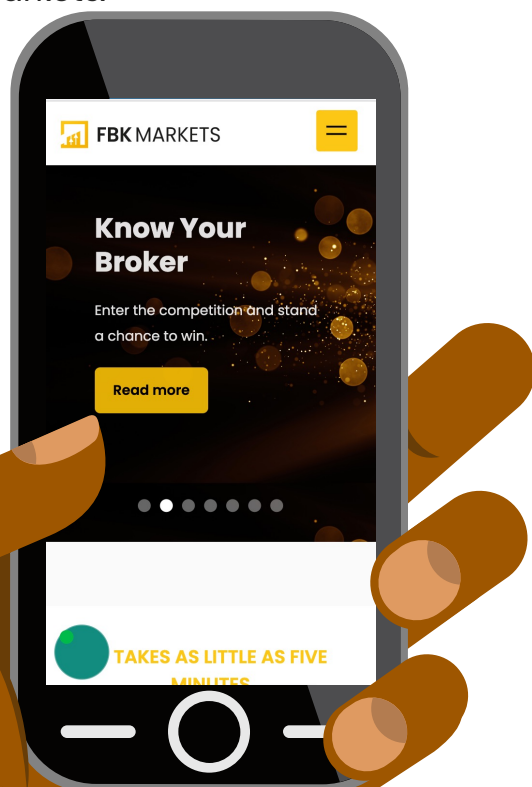 FBK MARKETS
Know Your
Broker
Enter the competition and stand
a chance to win.
Read more
TAKES AS LITTLE AS FIVE
MINUTES